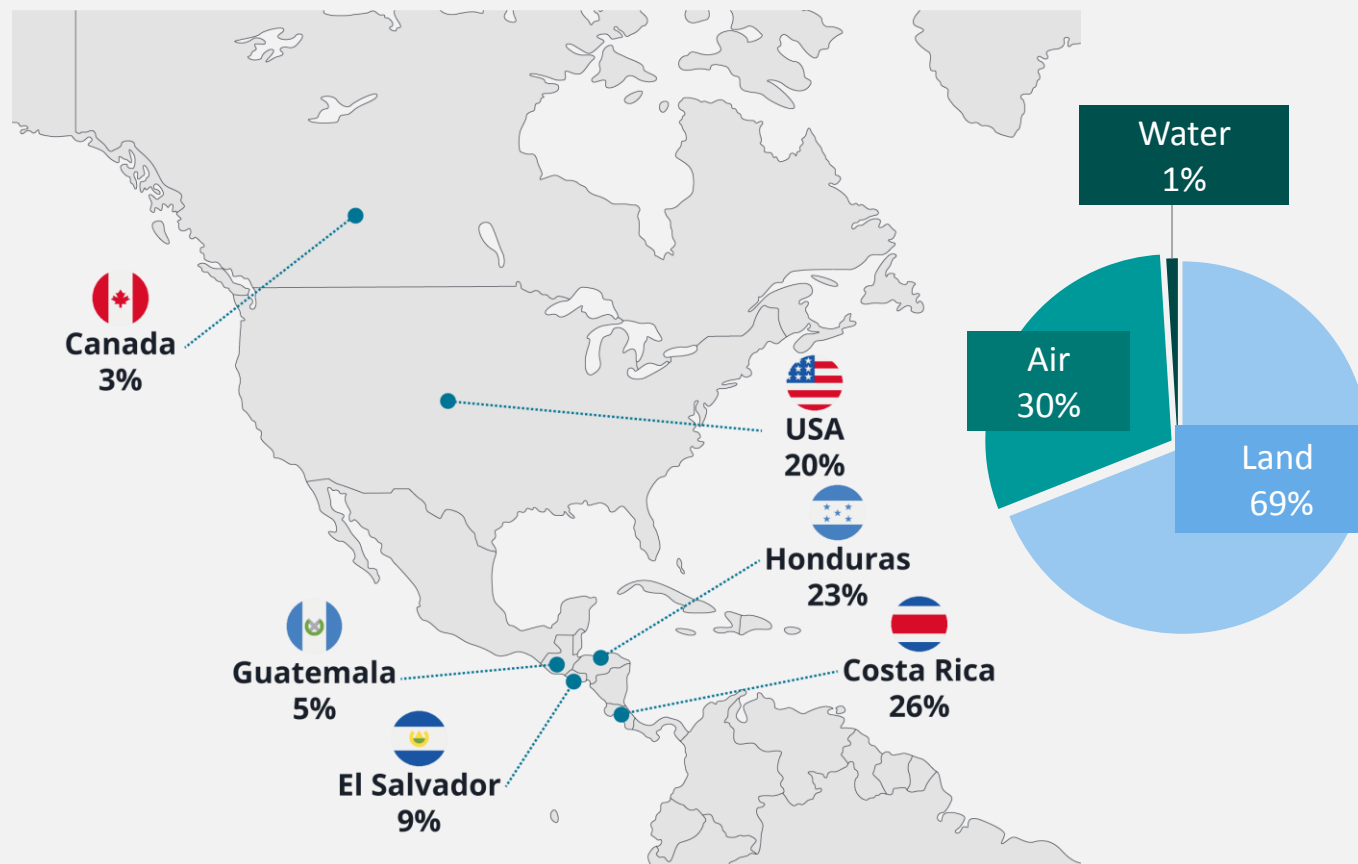 Water
1%
Canada
3%
Air
30%
USA
20%
Land
69%
Honduras
23%
Guatemala
5%
Costa Rica
26%
El Salvador
9%